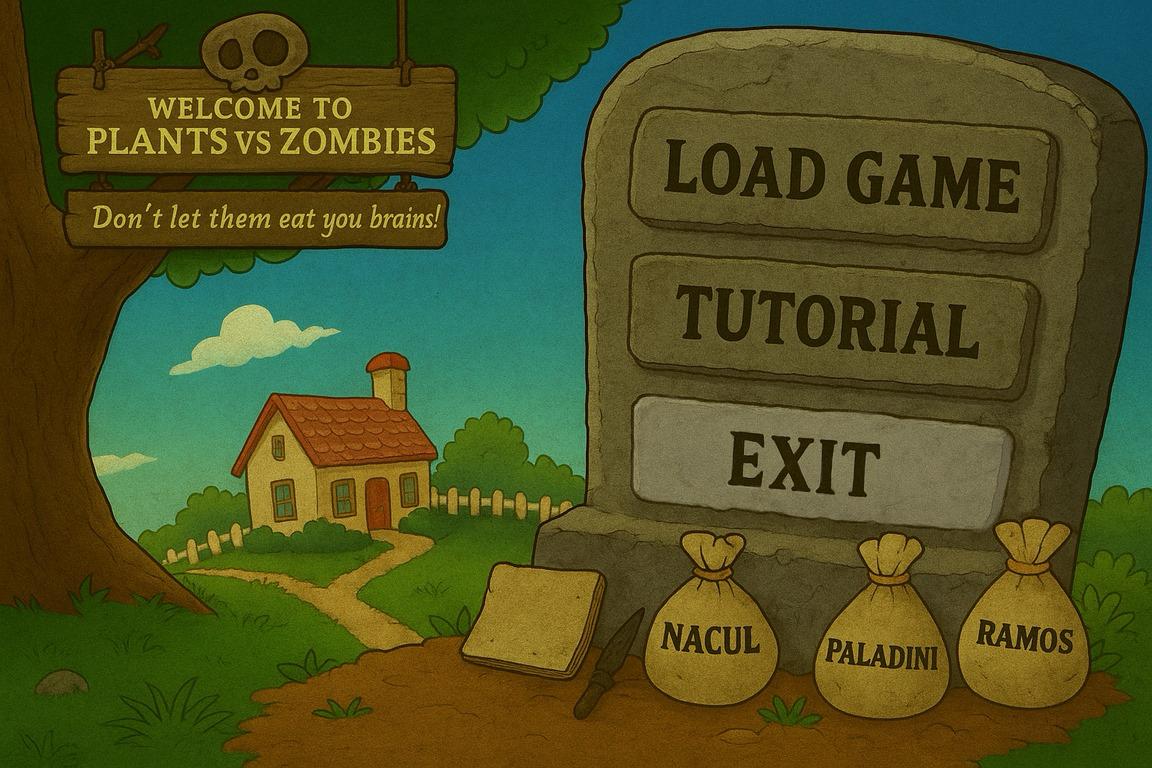 WELCOME TO
PLANTS VS ZOMBIES
Don't let them eat you brains!
LOAD GAME
TUTORIAL
EXIT
NACUL
PALADINI
RAMOS